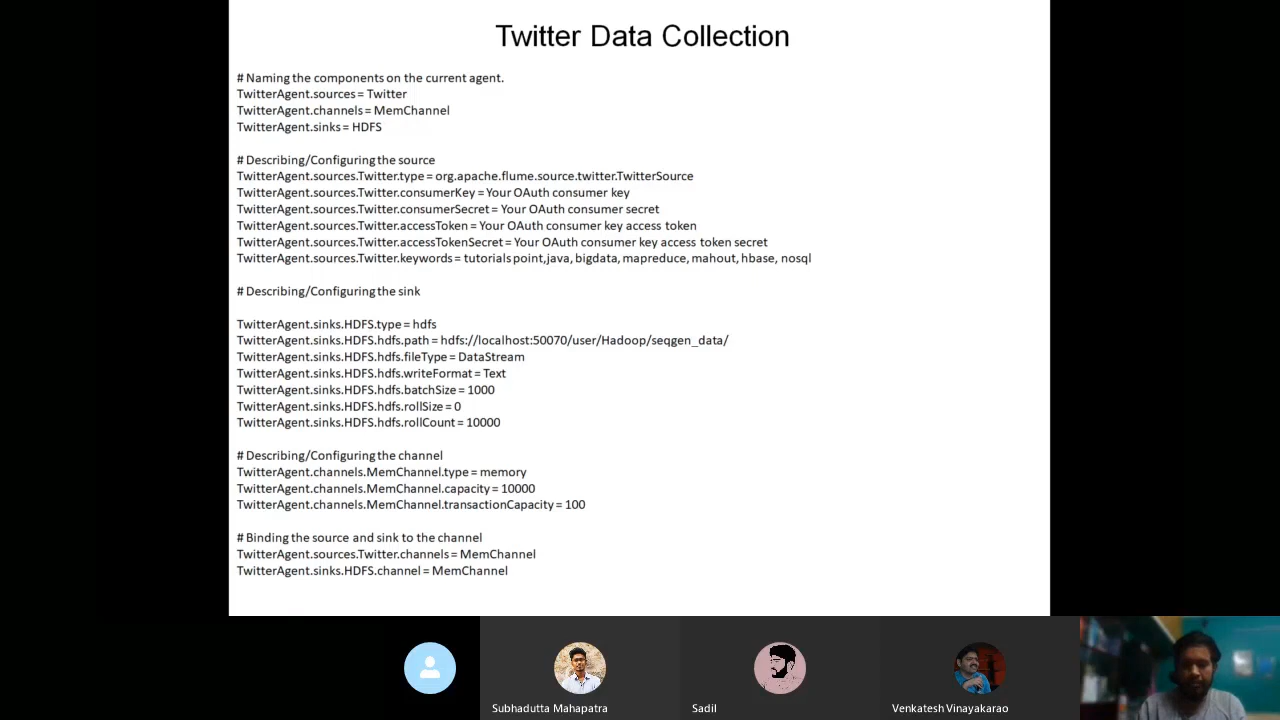 Twitter Data Collection
# Naming the components on the current agent.
TwitterAgent.sources = Twitter
TwitterAgent.channels = MemChannel
TwitterAgent.sinks = HDFS
# Describing/Configuring the source
TwitterAgent.sources.Twitter.type = org.apache.flume.source.twitter.TwitterSource
TwitterAgent.sources.Twitter.consumerKey = Your OAuth consumer key
TwitterAgent.sources.Twitter.consumerSecret = Your OAuth consumer secret
TwitterAgent.sources.Twitter.accessToken = Your OAuth consumer key access token
TwitterAgent.sources.Twitter.accessTokenSecret = Your OAuth consumer key access token secret
TwitterAgent.sources.Twitter.keywords = tutorials point,java, bigdata, mapreduce, mahout, hbase, nosql
# Describing/Configuring the sink
TwitterAgent.sinks.HDFS.type = hdfs
TwitterAgent.sinks.HDFS.hdfs.path = hdfs://localhost:50070/user/Hadoop/seqgen_data/
TwitterAgent.sinks.HDFS.hdfs.fileType = DataStream
TwitterAgent.sinks.HDFS.hdfs.writeFormat = Text
TwitterAgent.sinks.HDFS.hdfs.batchSize = 1000
TwitterAgent.sinks.HDFS.hdfs.rollSize = 0
TwitterAgent.sinks.HDFS.hdfs.rollCount = 10000
# Describing/Configuring the channel
TwitterAgent.channels.MemChannel.type = memory
TwitterAgent.channels.MemChannel.capacity = 10000
TwitterAgent.channels.MemChannel.transactionCapacity = 100
# Binding the source and sink to the channel
TwitterAgent.sources.Twitter.channels = MemChannel
TwitterAgent.sinks.HDFS.channel = MemChannel
Subhadutta Mahapatra
Sadil
Venkatesh Vinayakarao